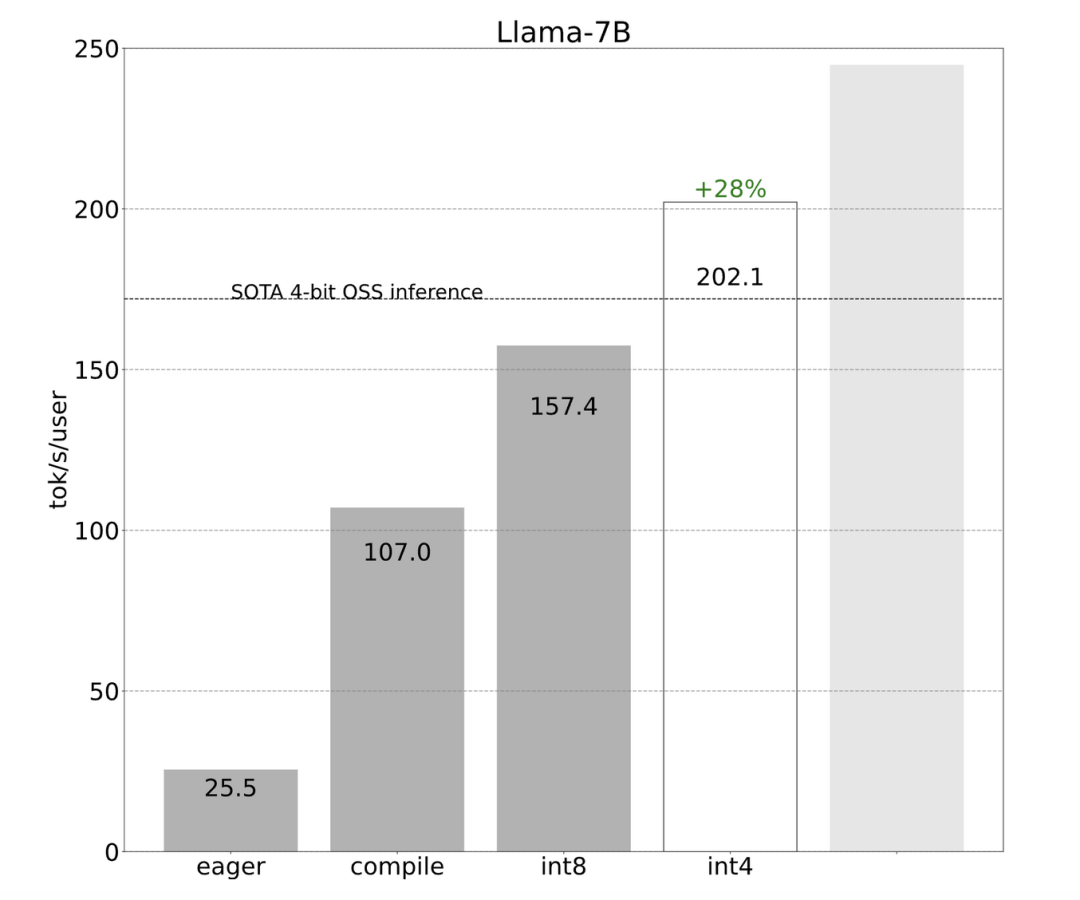 Llama-7B
250
200
150
100
50
0
tok/s/user
SOTA 4-bit OSS inference
+28%
202.1
157.4
107.0
25.5
eager
compile
int8
int4